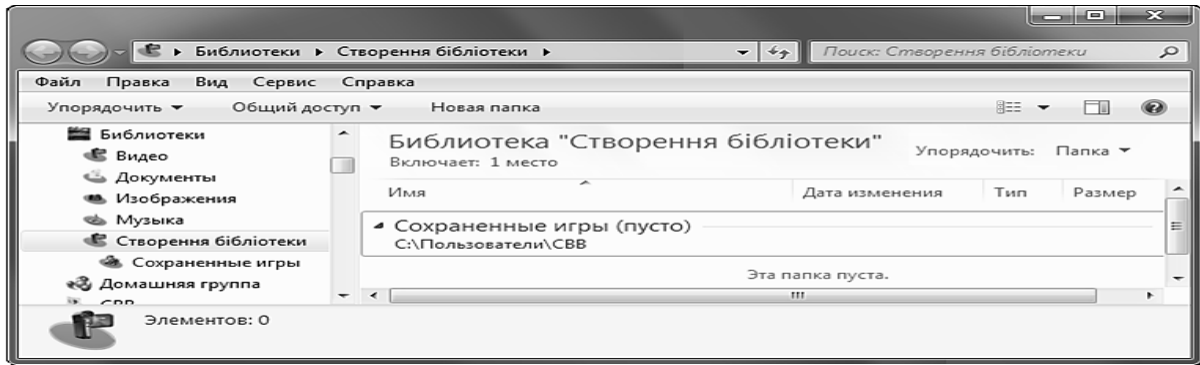 Библиотеки ▸ Створення бібліотеки ▸
Поиск: Створення бібліотеки
Файл Правка Вид Сервис Справка
Упорядочить Общий доступ Новая папка
Библиотеки
Видео
Документы
Изображения
Музыка
Створення бібліотеки
Сохраненные игры
Домашняя группа
Библиотека "Створення бібліотеки"
Включает: 1 место
Упорядочить: Папка
Имя Дата изменения Тип Размер
Сохраненные игры (пусто)
C:\Пользователи\СВВ
Эта папка пуста.
Элементов: 0